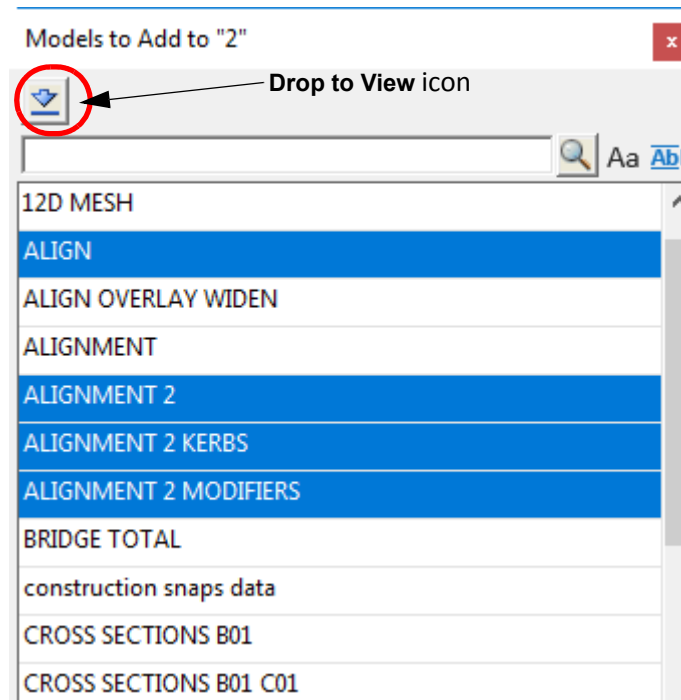 Models to Add to "2"
x
Drop to View icon
Aa Ab
12D MESH
ALIGN
ALIGN OVERLAY WIDEN
ALIGNMENT
ALIGNMENT 2
ALIGNMENT 2 KERBS
ALIGNMENT 2 MODIFIERS
BRIDGE TOTAL
construction snaps data
CROSS SECTIONS B01
CROSS SECTIONS B01 C01